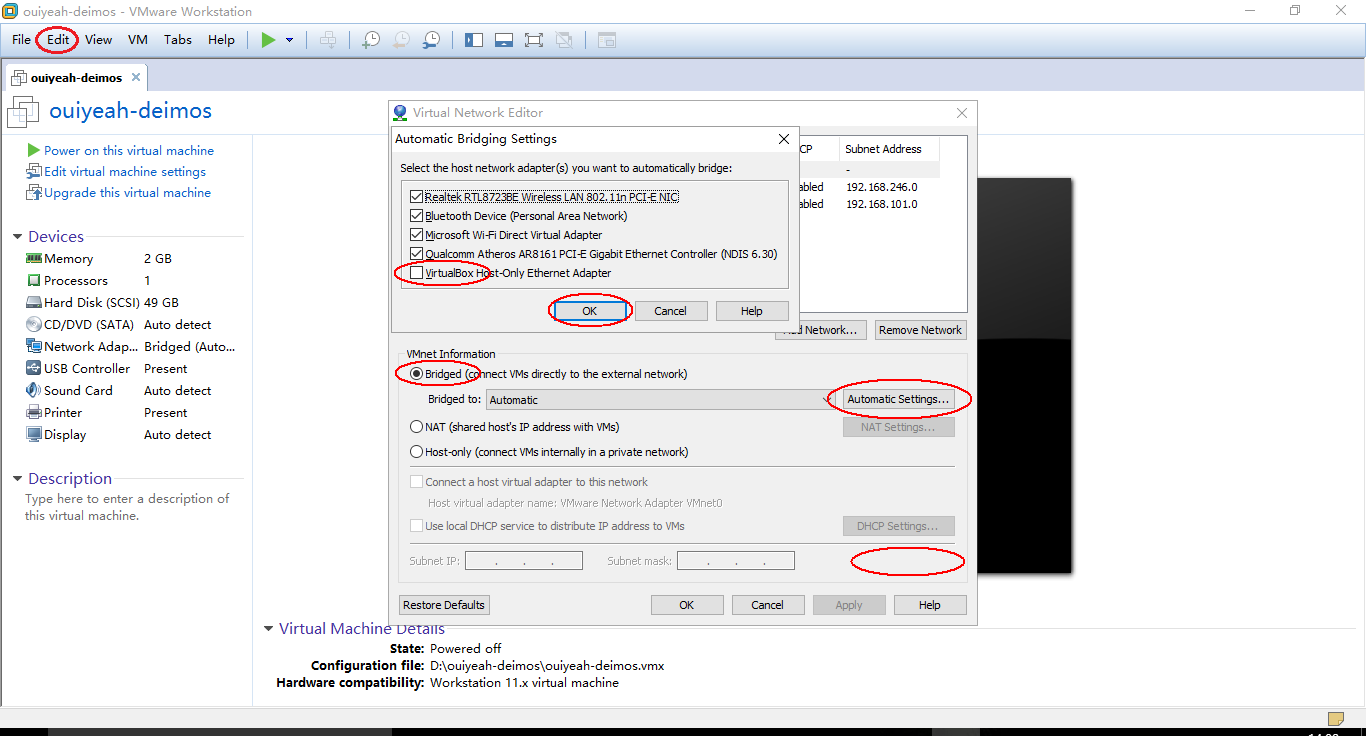 ouiyeah-deimos - VMware Workstation
File Edit View VM Tabs Help
ouiyeah-deimos
ouiyeah-deimos
Power on this virtual machine
Edit virtual machine settings
Upgrade this virtual machine
Devices
Memory 2 GB
Processors 1
Hard Disk (SCSI) 49 GB
CD/DVD (SATA) Auto detect
Network Adap... Bridged (Auto...
USB Controller Present
Sound Card Auto detect
Printer Present
Display Auto detect
Description
Type here to enter a description of
this virtual machine.
Virtual Network Editor
Automatic Bridging Settings
Select the host network adapter(s) you want to automatically bridge:
Realtek RTL8723BE Wireless LAN 802.11n PCI-E NIC
Bluetooth Device (Personal Area Network)
Microsoft Wi-Fi Direct Virtual Adapter
Qualcomm Atheros AR8161 PCI-E Gigabit Ethernet Controller (NDIS 6.30)
VirtualBox Host-Only Ethernet Adapter
OK Cancel Help
CP Subnet Address
-
abled 192.168.246.0
abled 192.168.101.0
dd Network... Remove Network
VMnet Information
Bridged (connect VMs directly to the external network)
Bridged to: Automatic Automatic Settings...
NAT (shared host's IP address with VMs) NAT Settings...
Host-only (connect VMs internally in a private network)
Connect a host virtual adapter to this network
Host virtual adapter name: VMware Network Adapter VMnet0
Use local DHCP service to distribute IP address to VMs DHCP Settings...
Subnet IP: . . . Subnet mask: . . .
Restore Defaults OK Cancel Apply Help
Virtual Machine Details
State: Powered off
Configuration file: D:\ouiyeah-deimos\ouiyeah-deimos.vmx
Hardware compatibility: Workstation 11.x virtual machine